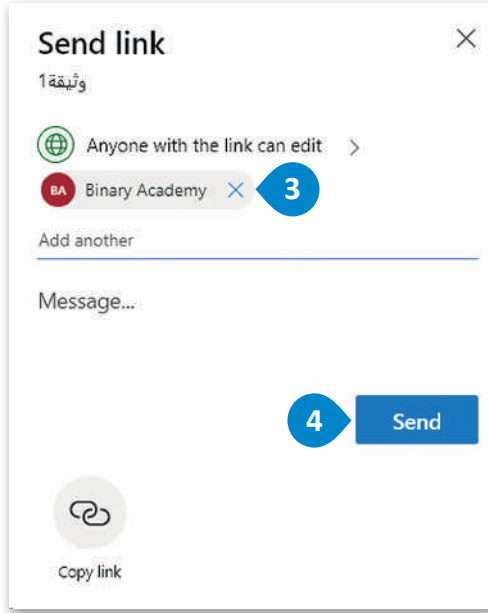 Send link
وثيقة1
Anyone with the link can edit
BA Binary Academy 3
Add another
Message...
4 Send
Copy link